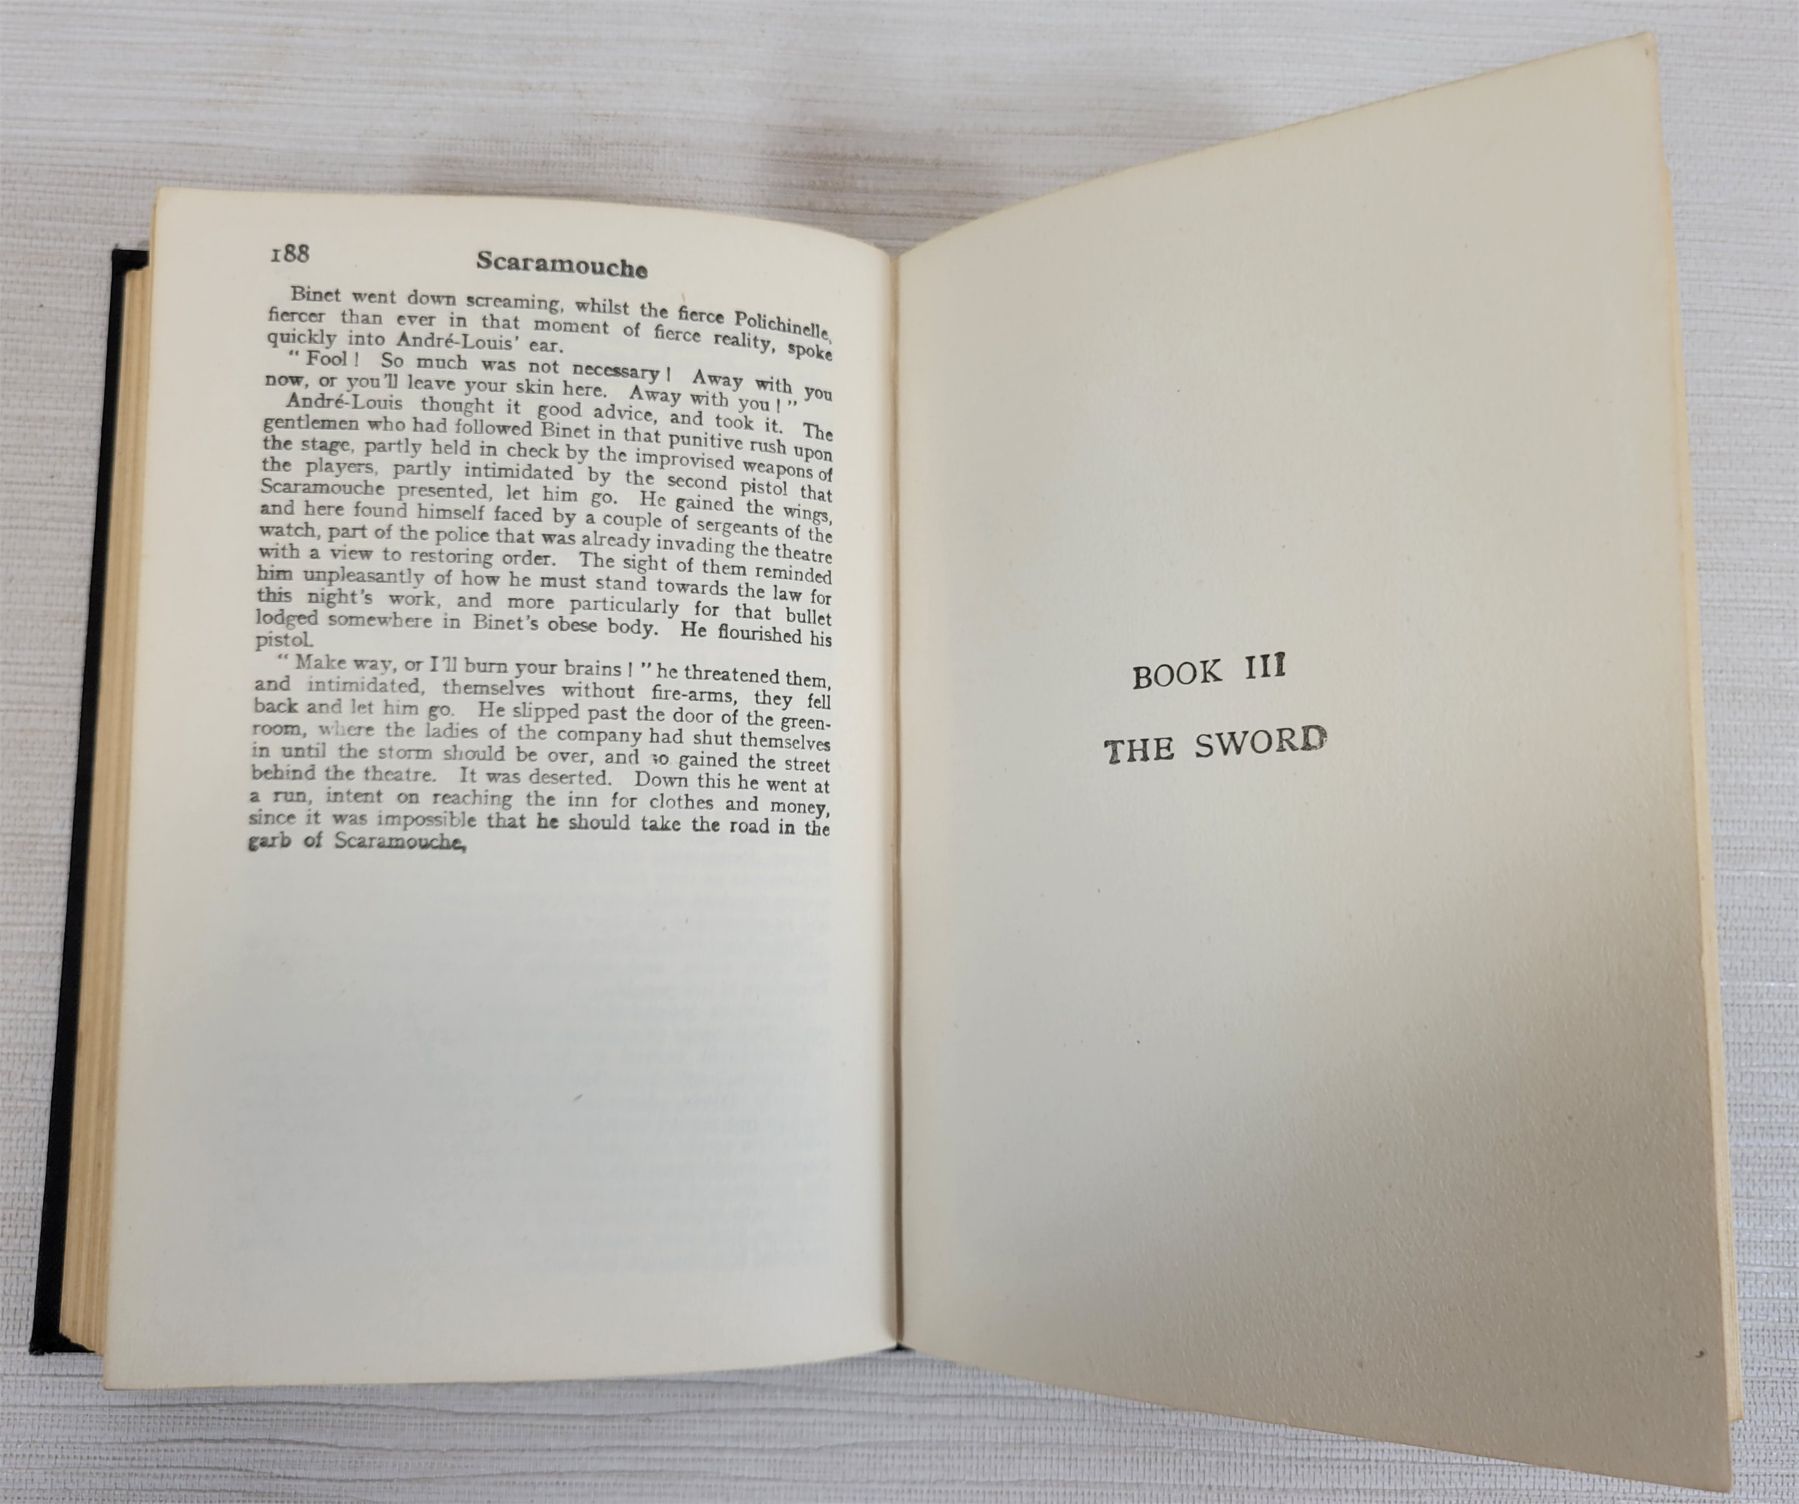 188
Scaramouche
Binet went down screaming, whilst the fierce Polichinelle,
fiercer than ever in that moment of fierce reality, spoke
quickly into André-Louis' ear.
“ Fool ! So much was not necessary ! Away with you
now, or you'll leave your skin here. Away with you ! ”
André-Louis thought it good advice, and took it. The
gentlemen who had followed Binet in that punitive rush upon
the stage, partly held in check by the improvised weapons of
the players, partly intimidated by the second pistol that
Scaramouche presented, let him go. He gained the wings,
and here found himself faced by a couple of sergeants of the
watch, part of the police that was already invading the theatre
with a view to restoring order. The sight of them reminded
him unpleasantly of how he must stand towards the law for
this night's work, and more particularly for that bullet
lodged somewhere in Binet's obese body. He flourished his
pistol.
“ Make way, or I'll burn your brains ! ” he threatened them,
and intimidated, themselves without fire-arms, they fell
back and let him go. He slipped past the door of the green-
room, where the ladies of the company had shut themselves
in until the storm should be over, and so gained the street
behind the theatre. It was deserted. Down this he went at
a run, intent on reaching the inn for clothes and money,
since it was impossible that he should take the road in the
garb of Scaramouche,
BOOK III
THE SWORD